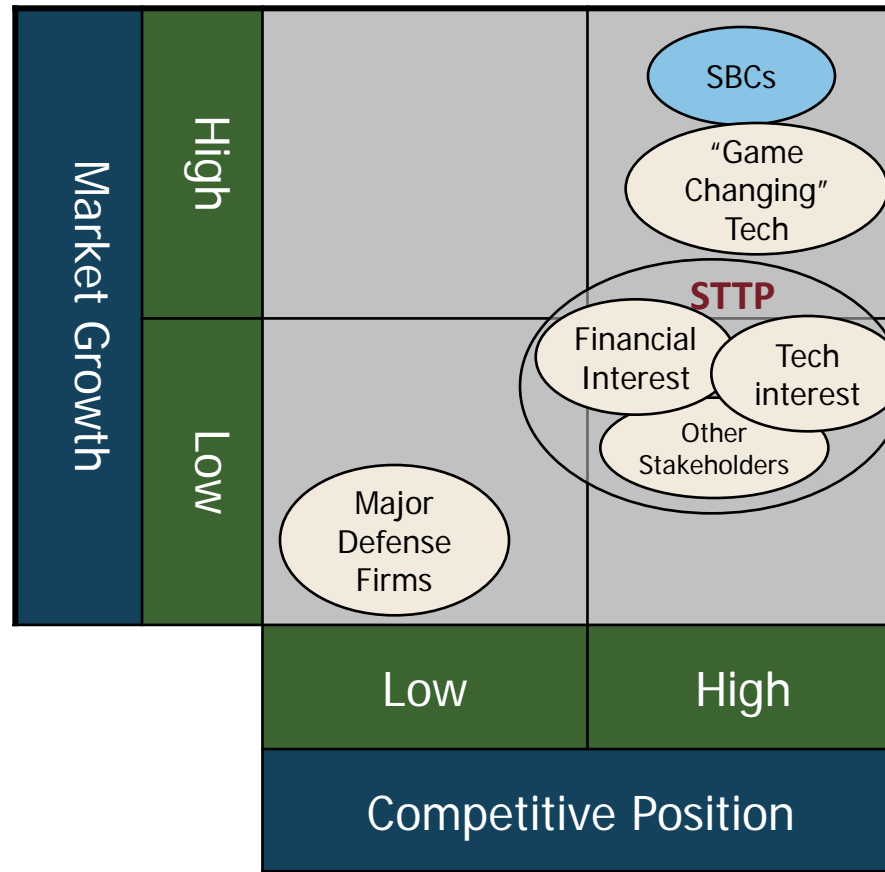 Market Growth
High
Low
SBCs
“Game
Changing”
Tech
STTP
Financial
Interest
Tech
interest
Other
Stakeholders
Major
Defense
Firms
Low
High
Competitive Position